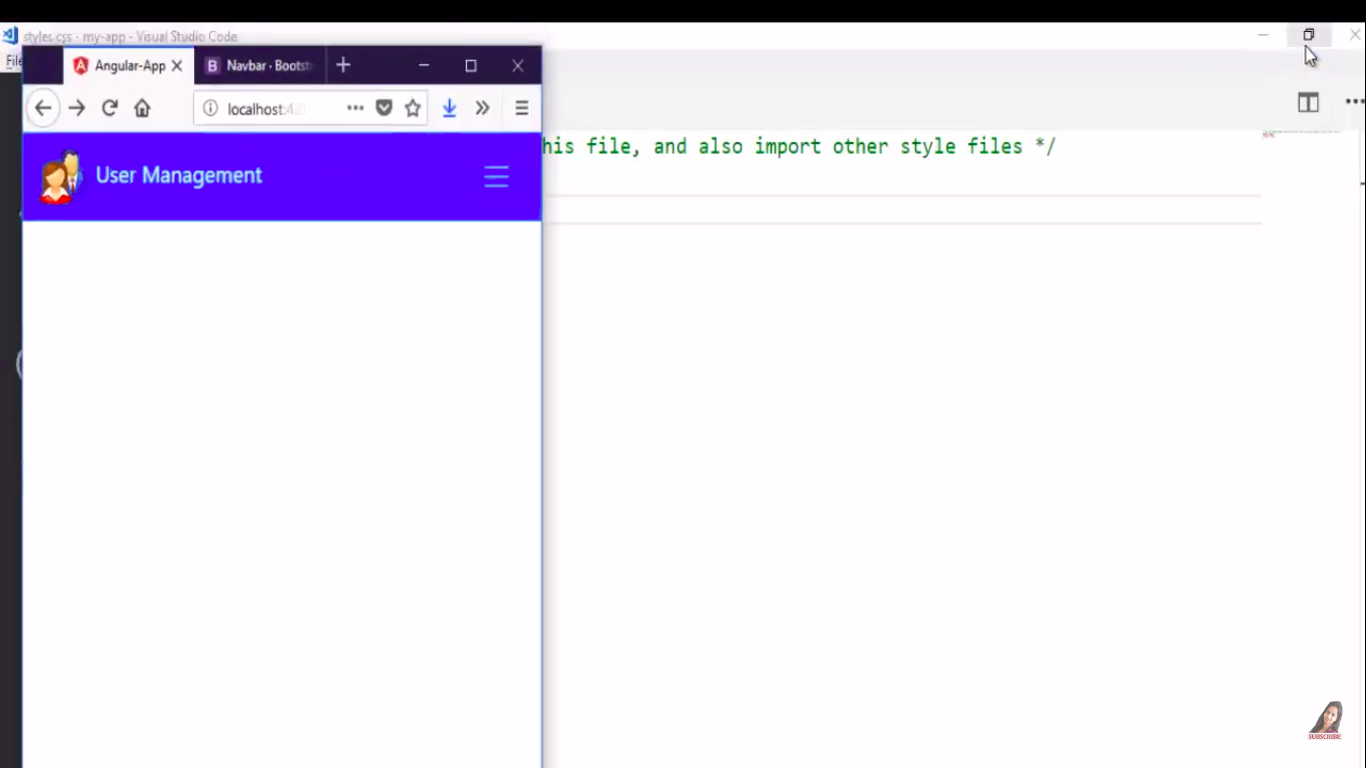 styles.css - my-app - Visual Studio Code
File
Angular-App
Navbar · Bootst
localhost:42
his file, and also import other style files */
User Management
SUBSCRIBE